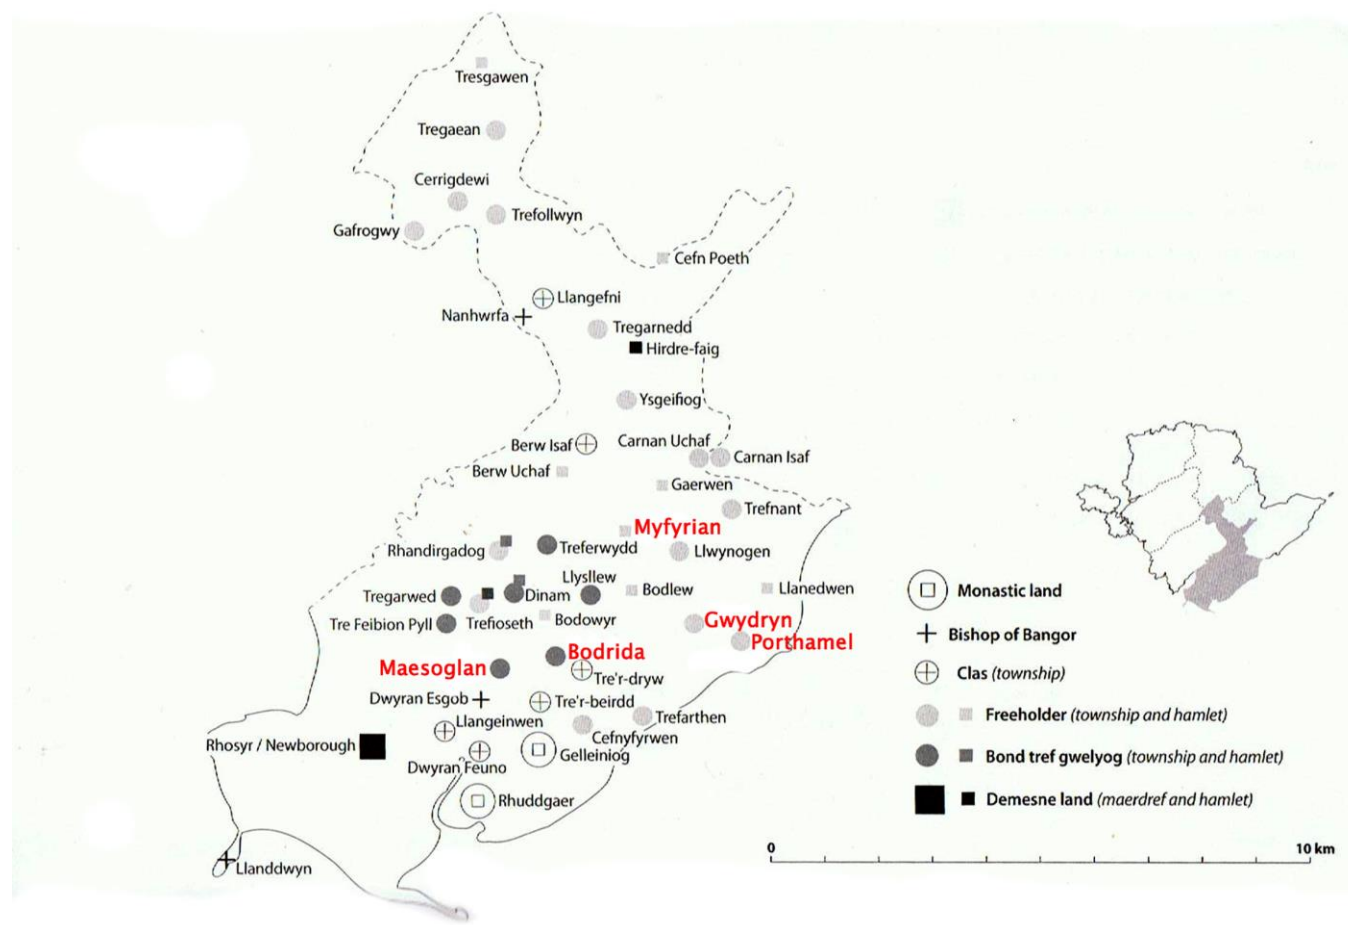 Tresgawen
Tregaean
Cerrigdewi
Trefollwyn
Gafrogwy
Cefn Poeth
Llangefni
Nanhwrfa
Tregarnedd
Hirdre-faig
Ysgeifiog
Berw Isaf
Carnan Uchaf
Carnan Isaf
Berw Uchaf
Gaerwen
Trefnant
Myfyrian
Rhandirgadog
Treferwydd
Llwynogen
Llysllew
Tregarwed
Dinam
Bodlew
Llanedwen
Tre Feibion Pyll
Trefioseth
Bodowyr
Gwydryn
Porthamel
Bodrida
Maesoglan
Tre'r-dryw
Dwyran Esgob
Tre'r-beirdd
Llangeinwen
Trefarthen
Cefnyfyrwen
Rhosyr / Newborough
Gelleiniog
Dwyran Feuno
Rhuddgaer
Llanddwyn
Monastic land
Bishop of Bangor
Clas (township)
Freeholder (township and hamlet)
Bond tref gwelyog (township and hamlet)
Demesne land (maerdref and hamlet)
0 10 km